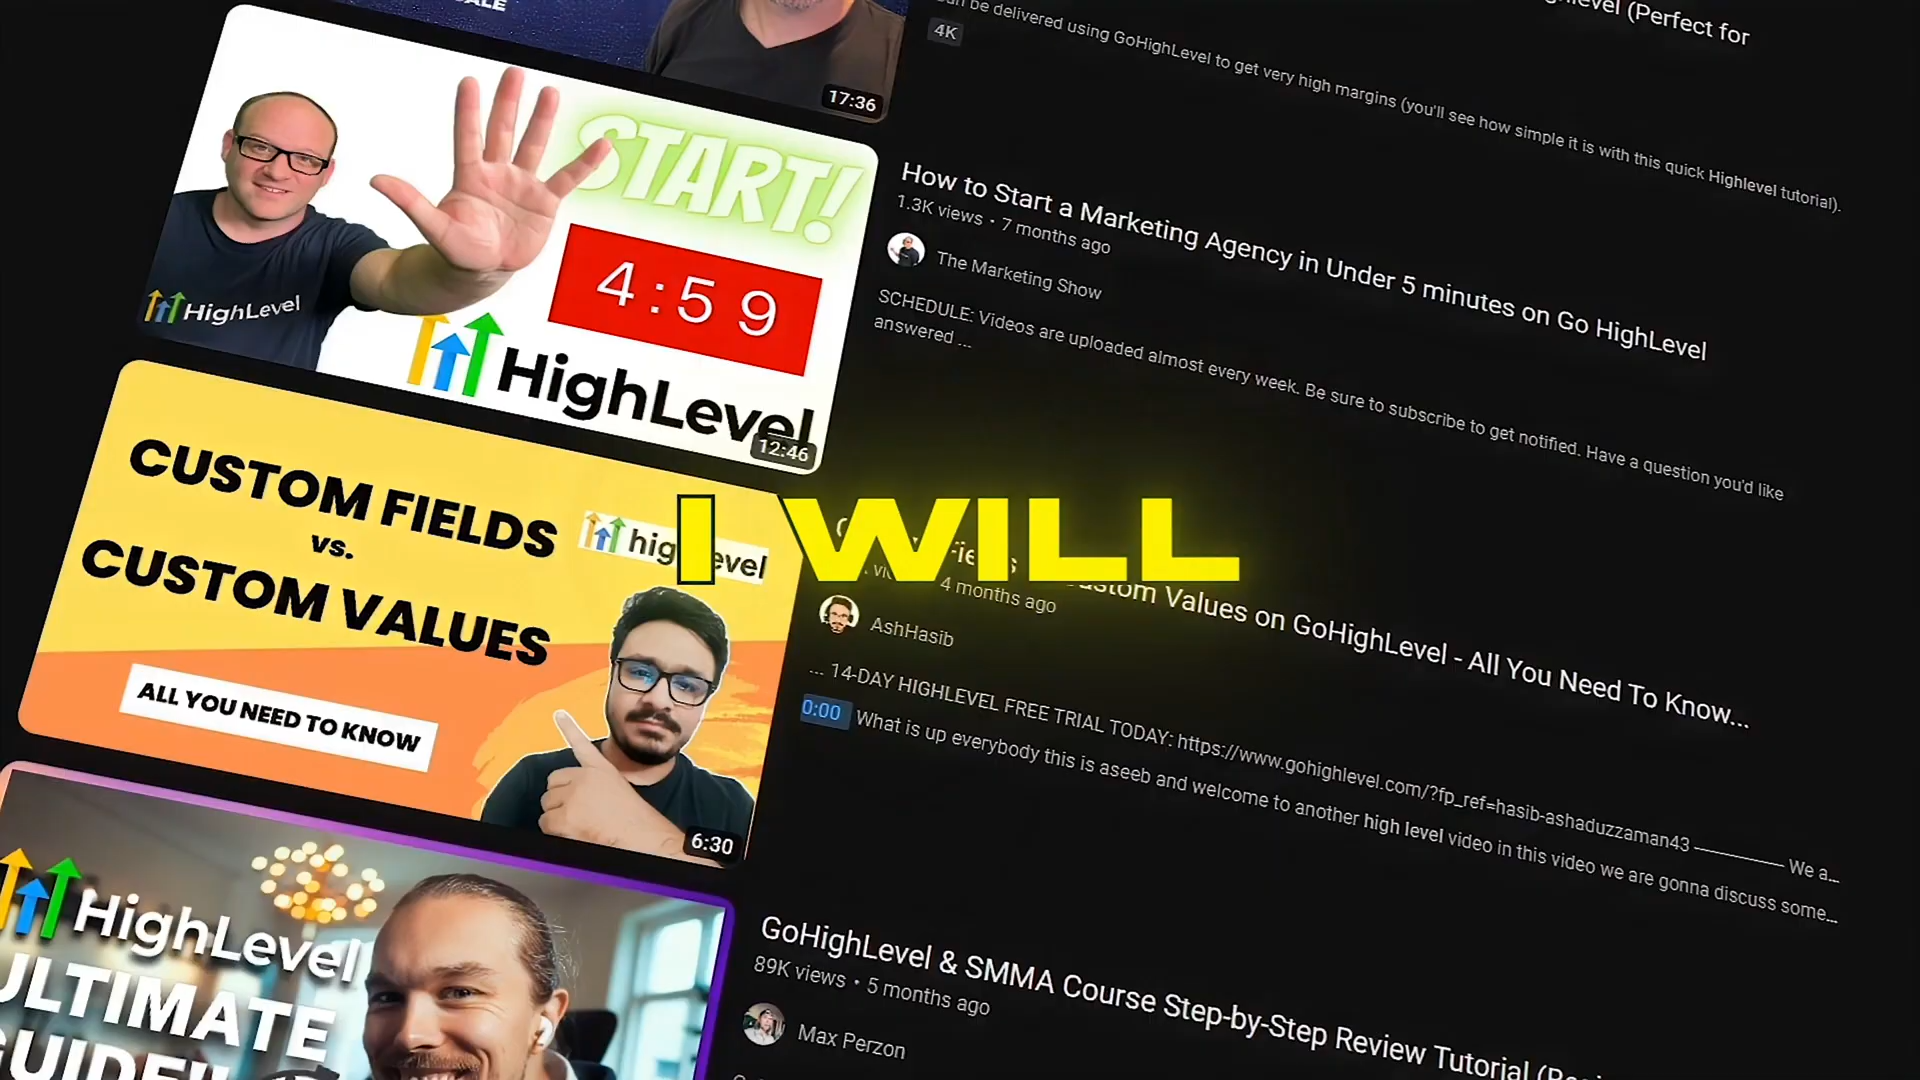 17:36
4K
can be delivered using GoHighLevel to get very high margins (you'll see how simple it is with this quick Highlevel tutorial).
(Perfect for
START!
4:59
HighLevel
HighLevel
12:46
How to Start a Marketing Agency in Under 5 minutes on Go HighLevel
1.3K views • 7 months ago
The Marketing Show
SCHEDULE: Videos are uploaded almost every week. Be sure to subscribe to get notified. Have a question you'd like
answered ...
I WILL
CUSTOM FIELDS
vs.
CUSTOM VALUES
ALL YOU NEED TO KNOW
6:30
Values on GoHighLevel - All You Need To Know...
4 months ago
AshHasib
... 14-DAY HIGHLEVEL FREE TRIAL TODAY: https://www.gohighlevel.com/?fp_ref=hasib-ashaduzzaman43 ———— We a...
0:00 What is up everybody this is aseeb and welcome to another high level video in this video we are gonna discuss some...
HighLevel
ULTIMATE
GoHighLevel & SMMA Course Step-by-Step Review Tutorial
89K views • 5 months ago
Max Perzon